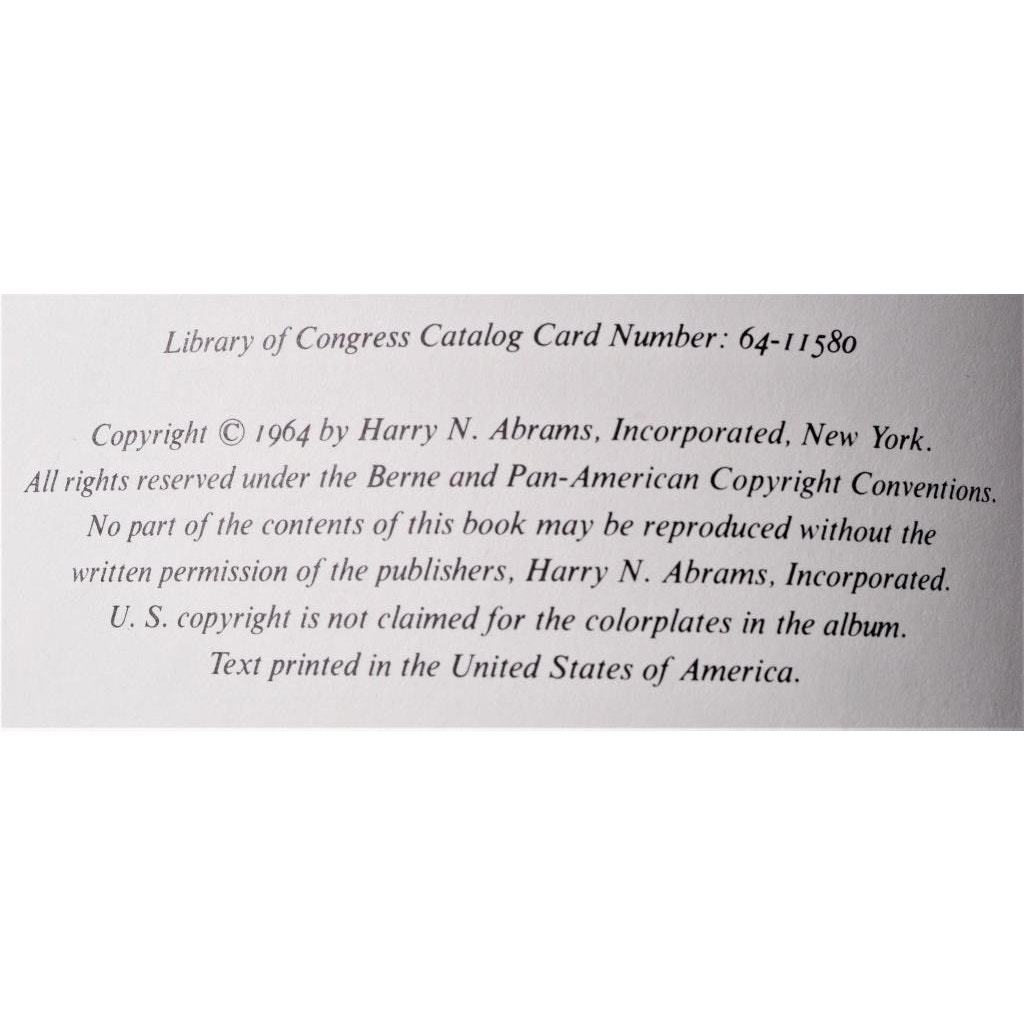 Library of Congress Catalog Card Number: 64-11580
Copyright © 1964 by Harry N. Abrams, Incorporated, New York.
All rights reserved under the Berne and Pan-American Copyright Conventions.
No part of the contents of this book may be reproduced without the
written permission of the publishers, Harry N. Abrams, Incorporated.
U. S. copyright is not claimed for the colorplates in the album.
Text printed in the United States of America.